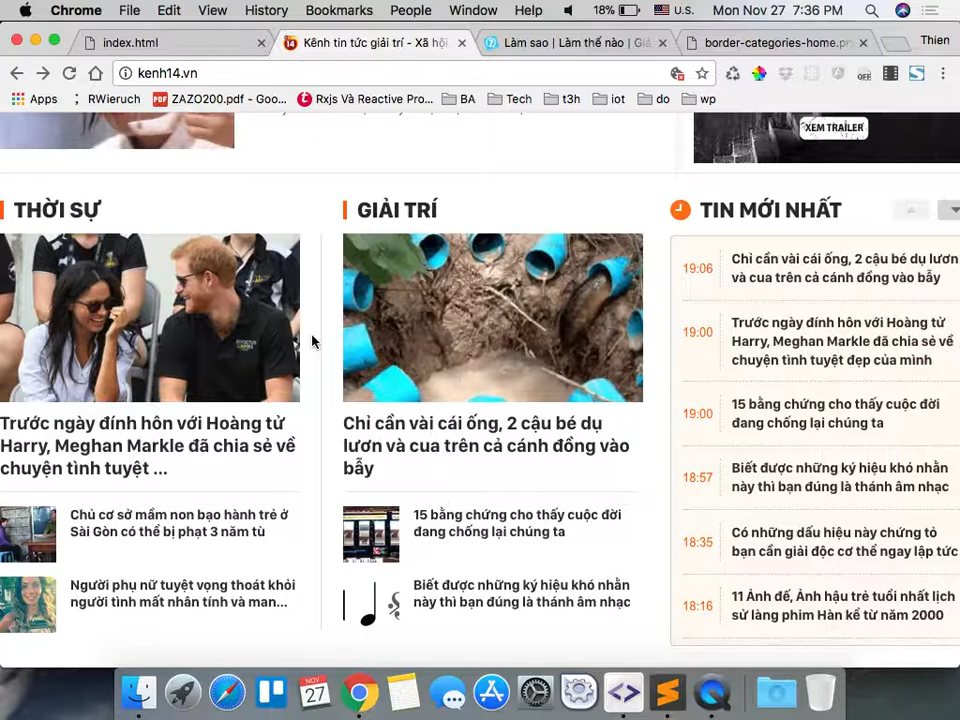 Chrome File Edit View History Bookmarks People Window Help 18% U.S. Mon Nov 27 7:36 PM
index.html Kênh tin tức giải trí - Xã hội Làm sao | Làm thế nào | Giả border-categories-home.pn Thien
kenh14.vn OFF
Apps RWieruch ZAZO200.pdf - Goo... Rxjs Và Reactive Pro... BA Tech t3h iot do wp
XEM TRAILER
THỜI SỰ
Trước ngày đính hôn với Hoàng tử
Harry, Meghan Markle đã chia sẻ về
chuyện tình tuyệt ...
Chủ cơ sở mầm non bạo hành trẻ ở
Sài Gòn có thể bị phạt 3 năm tù
Người phụ nữ tuyệt vọng thoát khỏi
người tình mất nhân tính và man...
GIẢI TRÍ
Chỉ cần vài cái ống, 2 cậu bé dụ
lươn và cua trên cả cánh đồng vào
bẫy
15 bằng chứng cho thấy cuộc đời
đang chống lại chúng ta
Biết được những ký hiệu khó nhằn
này thì bạn đúng là thánh âm nhạc
TIN MỚI NHẤT
19:06 Chỉ cần vài cái ống, 2 cậu bé dụ lươn
và cua trên cả cánh đồng vào bẫy
19:00 Trước ngày đính hôn với Hoàng tử
Harry, Meghan Markle đã chia sẻ về
chuyện tình tuyệt đẹp của mình
19:00 15 bằng chứng cho thấy cuộc đời
đang chống lại chúng ta
18:57 Biết được những ký hiệu khó nhằn
này thì bạn đúng là thánh âm nhạc
18:35 Có những dấu hiệu này chứng tỏ
bạn cần giải độc cơ thể ngay lập tức
18:16 11 Ảnh đế, Ảnh hậu trẻ tuổi nhất lịch
sử làng phim Hàn kể từ năm 2000
NOV
27